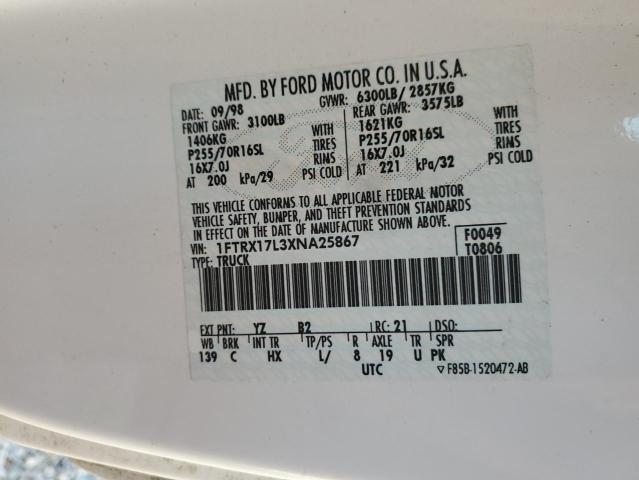 MFD. BY FORD MOTOR CO. IN U.S.A.
DATE: 09/98 GVWR: 6300LB/ 2857KG
FRONT GAWR: 3100LB REAR GAWR: 3575LB
1406KG WITH 1621KG WITH
P255/70R16SL TIRES P255/70R16SL TIRES
16X7.0J RIMS 16X7.0J RIMS
AT 200 kPa/29 PSI COLD AT 221 kPa/32 PSI COLD
THIS VEHICLE CONFORMS TO ALL APPLICABLE FEDERAL MOTOR
VEHICLE SAFETY, BUMPER, AND THEFT PREVENTION STANDARDS
IN EFFECT ON THE DATE OF MANUFACTURE SHOWN ABOVE.
VIN: 1FTRX17L3XNA25867 F0049
TYPE: TRUCK T0806
EXT PNT: YZ B2 RC: 21 DSO:
WB BRK INT TR TP/PS R AXLE TR SPR
139 C HX L/ 8 19 U PK
UTC ▽ F85B-1520472-AB